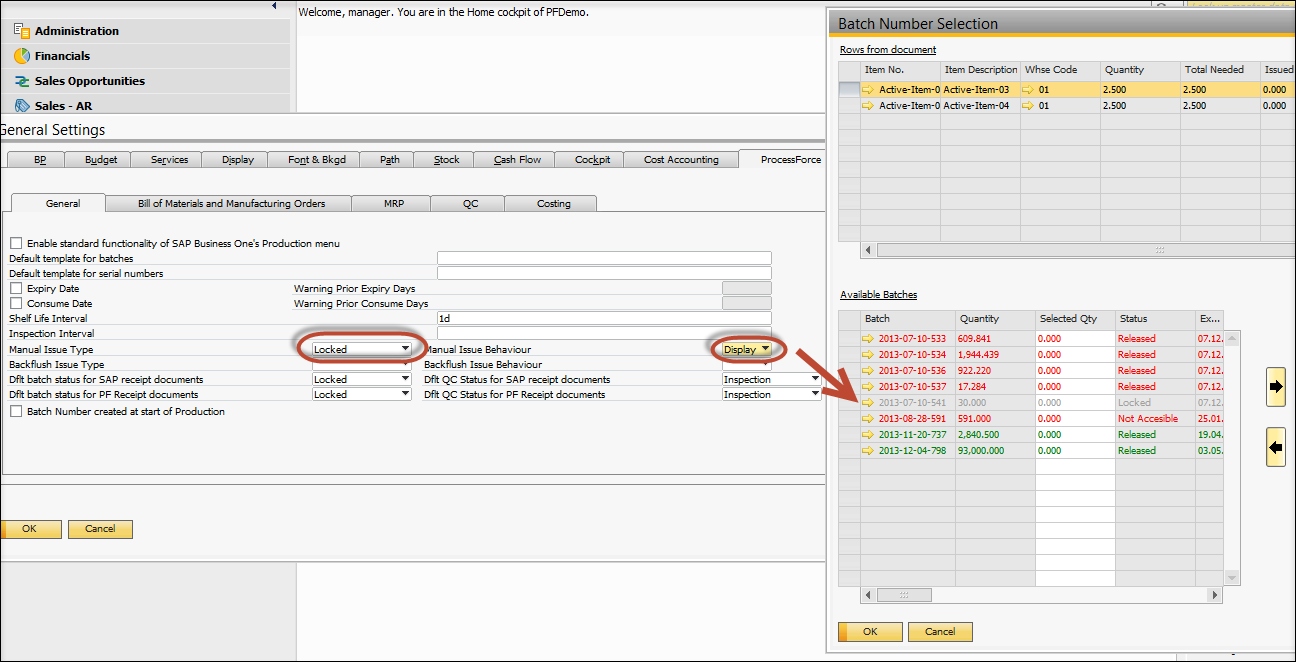 Welcome, manager. You are in the Home cockpit of PFDemo.
Administration
Financials
Sales Opportunities
Sales - AR
General Settings
BP Budget Services Display Font & Bkgd Path Stock Cash Flow Cockpit Cost Accounting ProcessForce
General Bill of Materials and Manufacturing Orders MRP QC Costing
Enable standard functionality of SAP Business One's Production menu
Default template for batches
Default template for serial numbers
Expiry Date Warning Prior Expiry Days
Consume Date Warning Prior Consume Days
Shelf Life Interval 1d
Inspection Interval
Manual Issue Type Locked Manual Issue Behaviour Display
Backflush Issue Type Backflush Issue Behaviour
Dflt batch status for SAP receipt documents Locked Dflt QC Status for SAP receipt documents Inspection
Dflt batch status for PF Receipt documents Locked Dflt QC Status for PF Receipt documents Inspection
Batch Number created at start of Production
OK Cancel
Batch Number Selection
Rows from document
Item No. Item Description Whse Code Quantity Total Needed Issued
Active-Item-0 Active-Item-03 01 2.500 2.500 0.000
Active-Item-0 Active-Item-04 01 2.500 2.500 0.000
Available Batches
Batch Quantity Selected Qty Status Ex...
2013-07-10-533 609.841 0.000 Released 07.12.
2013-07-10-534 1,944.439 0.000 Released 07.12.
2013-07-10-536 922.220 0.000 Released 07.12.
2013-07-10-537 17.284 0.000 Released 07.12.
2013-07-10-541 30.000 0.000 Locked 07.12.
2013-08-28-591 591.000 0.000 Not Accesible 25.01.
2013-11-20-737 2,840.500 0.000 Released 19.04.
2013-12-04-798 93,000.000 0.000 Released 03.05.
OK Cancel